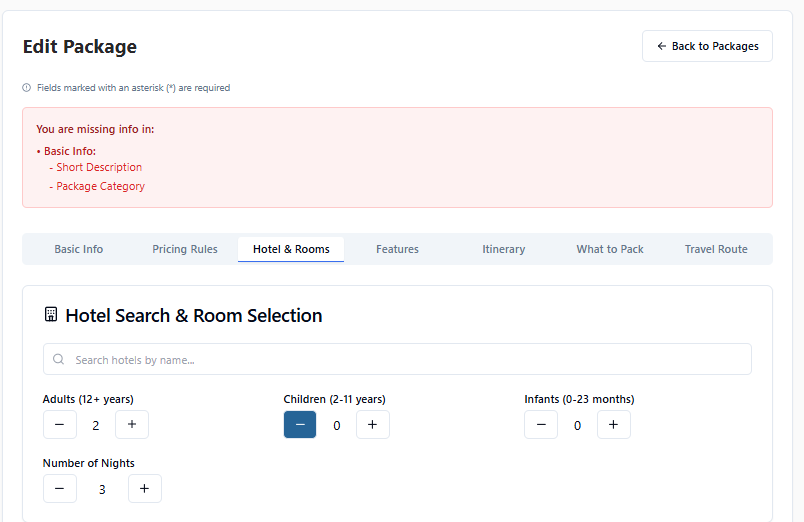 Edit Package
← Back to Packages
Fields marked with an asterisk (*) are required
You are missing info in:
• Basic Info:
- Short Description
- Package Category
Basic Info Pricing Rules Hotel & Rooms Features Itinerary What to Pack Travel Route
Hotel Search & Room Selection
Search hotels by name...
Adults (12+ years) Children (2-11 years) Infants (0-23 months)
− 2 + − 0 + − 0 +
Number of Nights
− 3 +